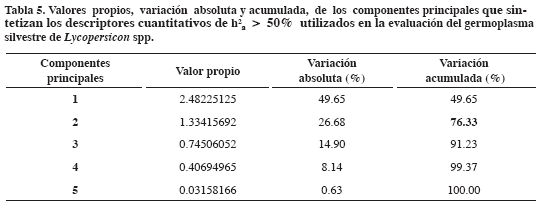 Tabla 5. Valores propios, variación absoluta y acumulada, de los componentes principales que sin-
tetizan los descriptores cuantitativos de h²a > 50% utilizados en la evaluación del germoplasma
silvestre de Lycopersicon spp.
Componentes principales Valor propio Variación absoluta (%) Variación acumulada (%)
1 2.48225125 49.65 49.65
2 1.33415692 26.68 76.33
3 0.74506052 14.90 91.23
4 0.40694965 8.14 99.37
5 0.03158166 0.63 100.00